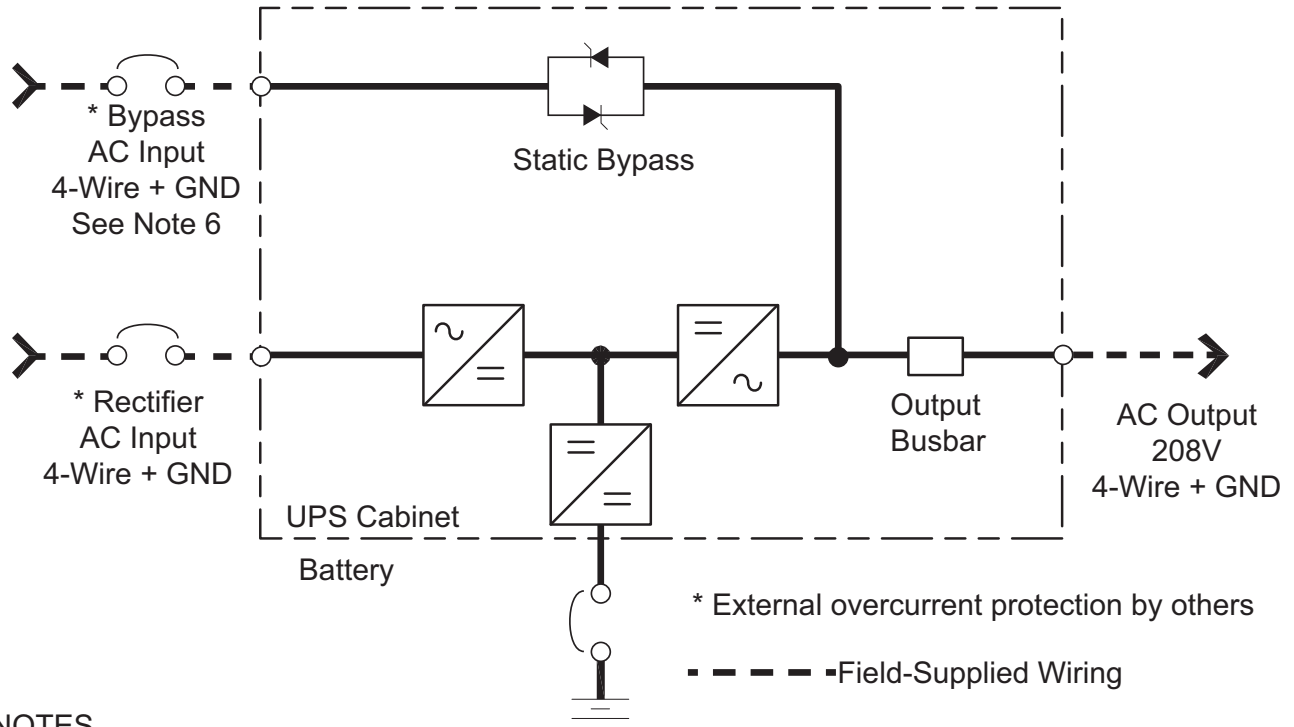 * Bypass
AC Input
4-Wire + GND
See Note 6
Static Bypass
* Rectifier
AC Input
4-Wire + GND
Output
Busbar
AC Output
208V
4-Wire + GND
UPS Cabinet
Battery
* External overcurrent protection by others
Field-Supplied Wiring
NOTES